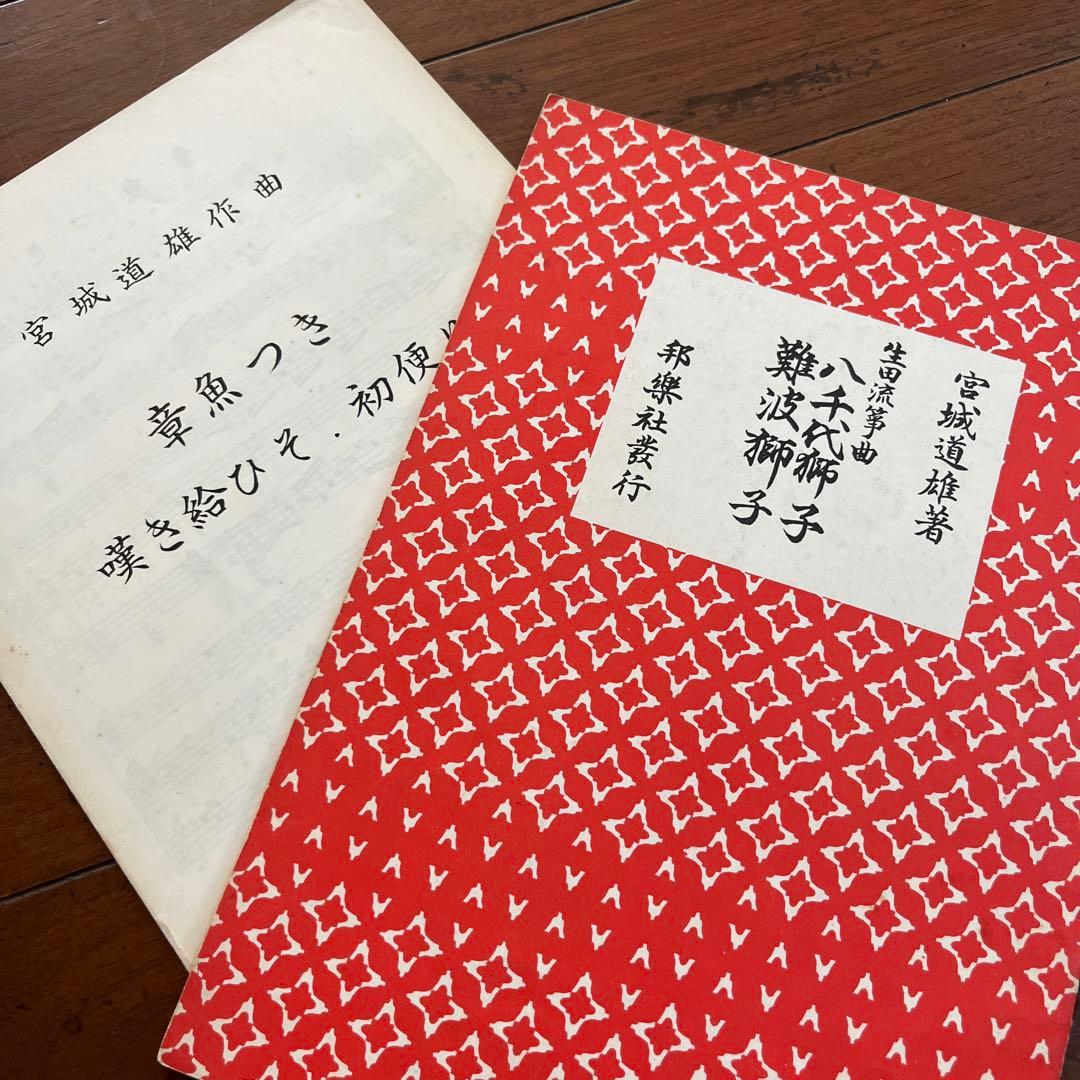 宮城道雄作曲
章魚つき
嘆き給ひそ・初便
宮城道雄著
生田流箏曲
八千代獅子
難波獅子
邦樂社發行